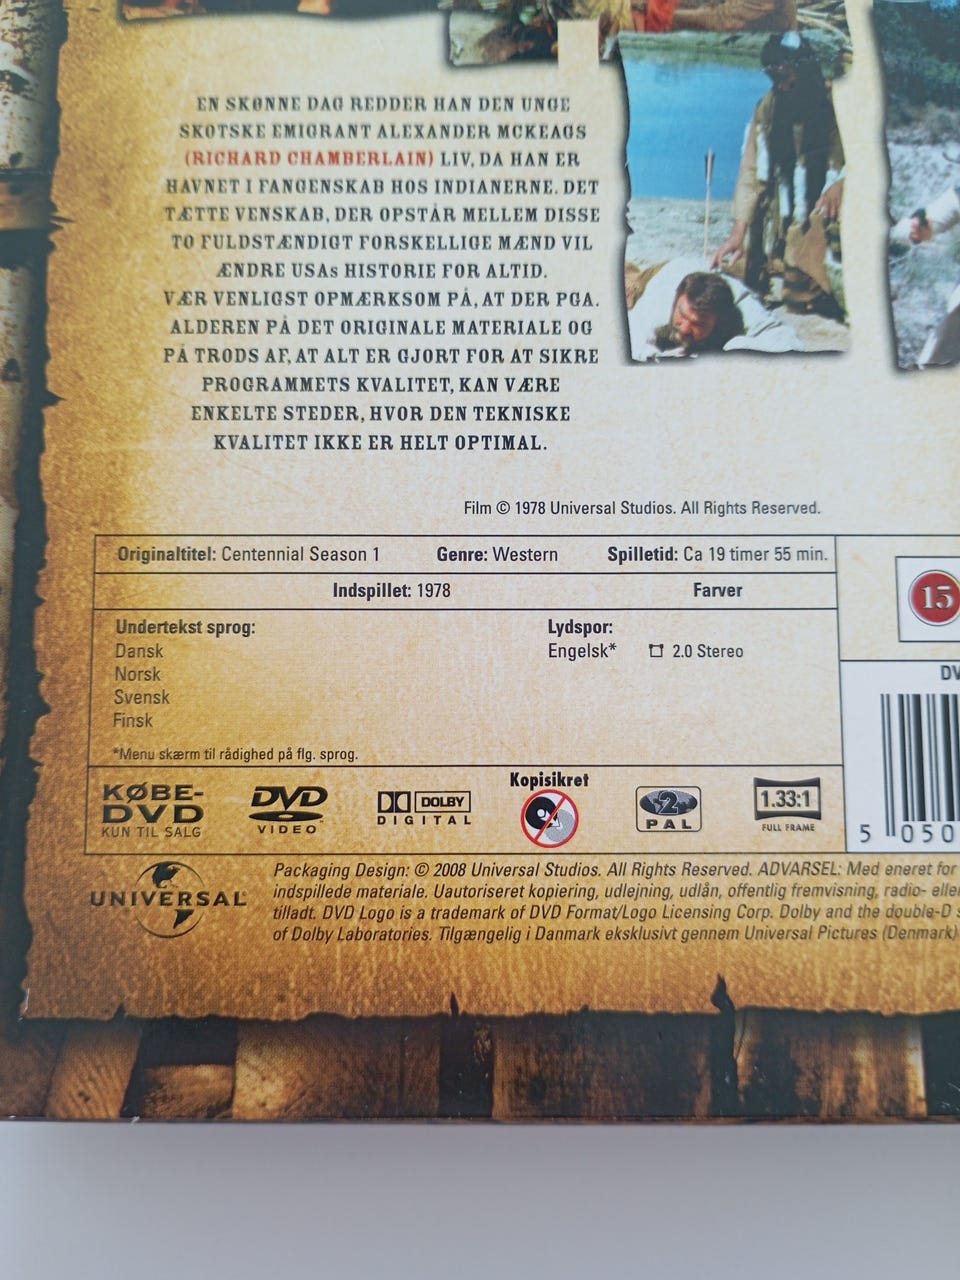 EN SKØNNE DAG REDDER HAN DEN UNGE
SKOTSKE EMIGRANT ALEXANDER MCKEAGS
(RICHARD CHAMBERLAIN) LIV, DA HAN ER
HAVNET I FANGENSKAB HOS INDIANERNE. DET
TÆTTE VENSKAB, DER OPSTÅR MELLEM DISSE
TO FULDSTÆNDIGT FORSKELLIGE MÆND VIL
ÆNDRE USAs HISTORIE FOR ALTID.
VÆR VENLIGST OPMÆRKSOM PÅ, AT DER PGA.
ALDEREN PÅ DET ORIGINALE MATERIALE OG
PÅ TRODS AF, AT ALT ER GJORT FOR AT SIKRE
PROGRAMMETS KVALITET, KAN VÆRE
ENKELTE STEDER, HVOR DEN TEKNISKE
KVALITET IKKE ER HELT OPTIMAL.
Film © 1978 Universal Studios. All Rights Reserved.
Originaltitel: Centennial Season 1 Genre: Western Spilletid: Ca 19 timer 55 min.
Indspillet: 1978 Farver
15
Undertekst sprog: Lydspor:
Dansk Engelsk* 2.0 Stereo
Norsk
Svensk
Finsk
DV
*Menu skærm til rådighed på flg. sprog.
KØBE-
DVD
KUN TIL SALG
DVD
VIDEO
DOLBY
DIGITAL
Kopisikret
2
PAL
1.33:1
FULL FRAME
5 050
UNIVERSAL
Packaging Design: © 2008 Universal Studios. All Rights Reserved. ADVARSEL: Med eneret for
indspillede materiale. Uautoriseret kopiering, udlejning, udlån, offentlig fremvisning, radio- eller
tilladt. DVD Logo is a trademark of DVD Format/Logo Licensing Corp. Dolby and the double-D s
of Dolby Laboratories. Tilgængelig i Danmark eksklusivt gennem Universal Pictures (Denmark)